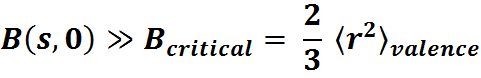 B(s,0) ≫ B_critical = 2/3 ⟨r²⟩_valence